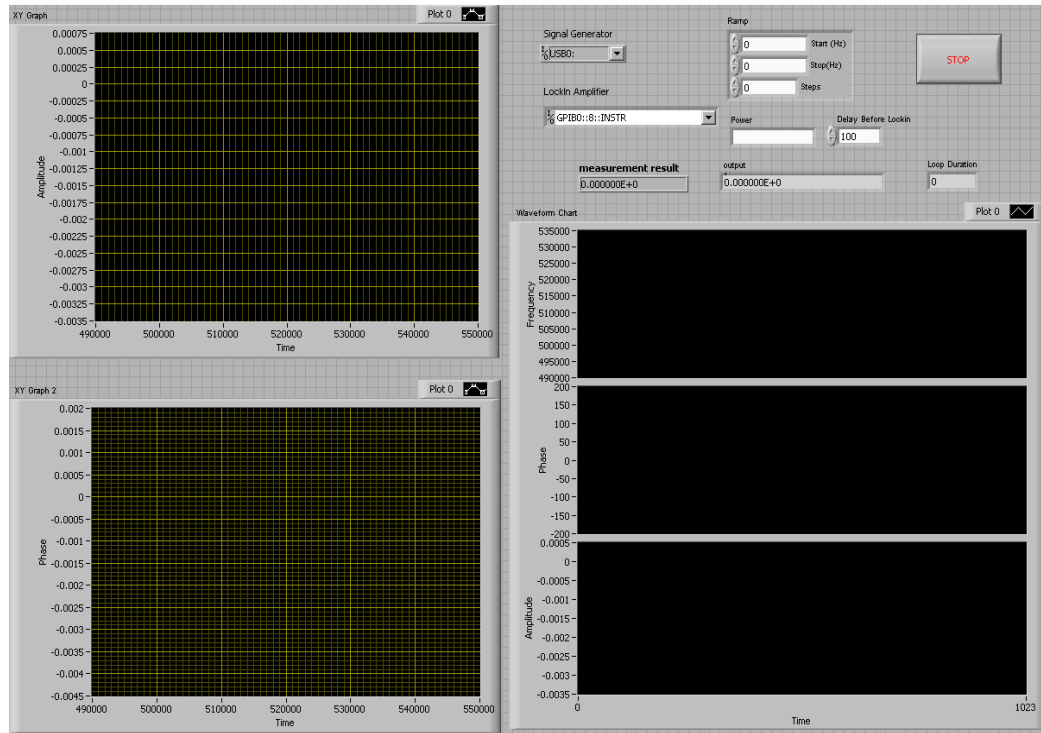 XY Graph
Plot 0
0.00075
0.0005
0.00025
0
-0.00025
-0.0005
-0.00075
-0.001
-0.00125
-0.0015
-0.00175
-0.002
-0.00225
-0.0025
-0.00275
-0.003
-0.00325
-0.0035
Amplitude
490000 500000 510000 520000 530000 540000 550000
Time
XY Graph 2
Plot 0
0.002
0.0015
0.001
0.0005
0
-0.0005
-0.001
-0.0015
-0.002
-0.0025
-0.003
-0.0035
-0.004
-0.0045
Phase
490000 500000 510000 520000 530000 540000 550000
Time
Signal Generator
I/O USB0:
LockIn Amplifier
I/O GPIB0::8::INSTR
Ramp
0 Start (Hz)
0 Stop(Hz)
0 Steps
STOP
Power
Delay Before Lockin
100
measurement result
0.000000E+0
output
0.000000E+0
Loop Duration
0
Waveform Chart
Plot 0
535000
530000
525000
520000
515000
510000
505000
500000
495000
490000
Frequency
200
150
100
50
0
-50
-100
-150
-200
Phase
0.0005
0
-0.0005
-0.001
-0.0015
-0.002
-0.0025
-0.003
-0.0035
Amplitude
0 1023
Time